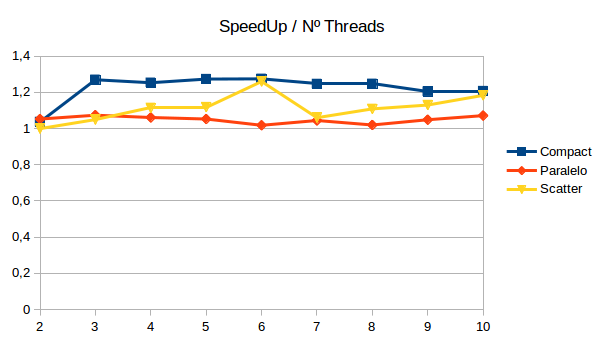 SpeedUp / Nº Threads
1,4
1,2
1
0,8
0,6
0,4
0,2
0
2 3 4 5 6 7 8 9 10
Compact
Paralelo
Scatter